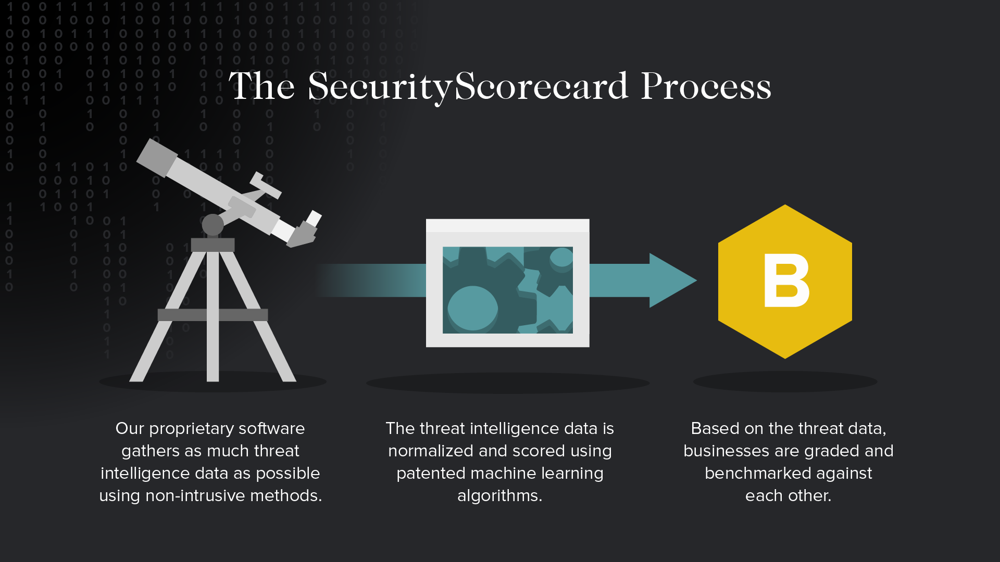 The SecurityScorecard Process
B
Our proprietary software
gathers as much threat
intelligence data as possible
using non-intrusive methods.
The threat intelligence data is
normalized and scored using
patented machine learning
algorithms.
Based on the threat data,
businesses are graded and
benchmarked against
each other.